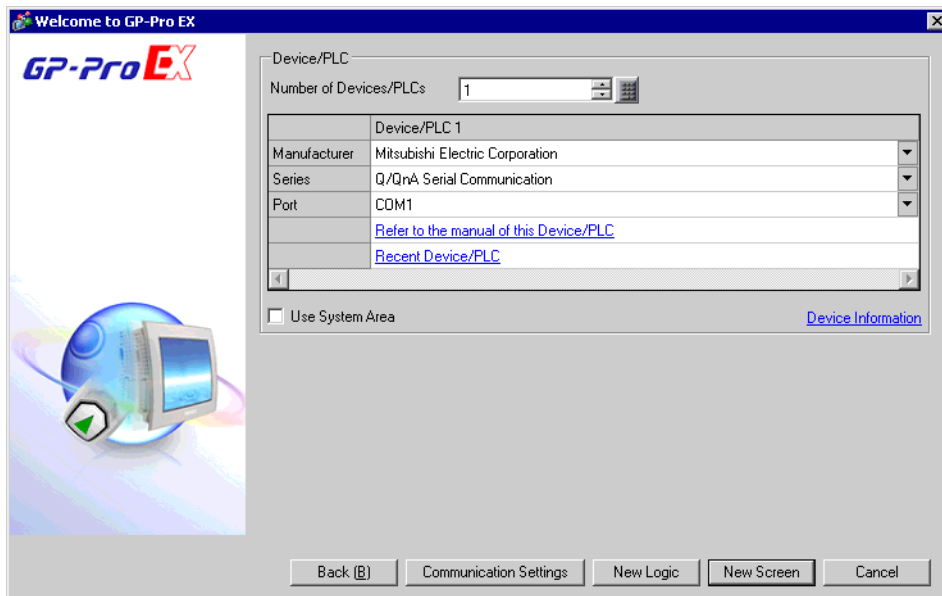 Welcome to GP-Pro EX
GP-Pro EX
Device/PLC
Number of Devices/PLCs 1
Device/PLC 1
Manufacturer Mitsubishi Electric Corporation
Series Q/QnA Serial Communication
Port COM1
Refer to the manual of this Device/PLC
Recent Device/PLC
Use System Area Device Information
Back (B) Communication Settings New Logic New Screen Cancel